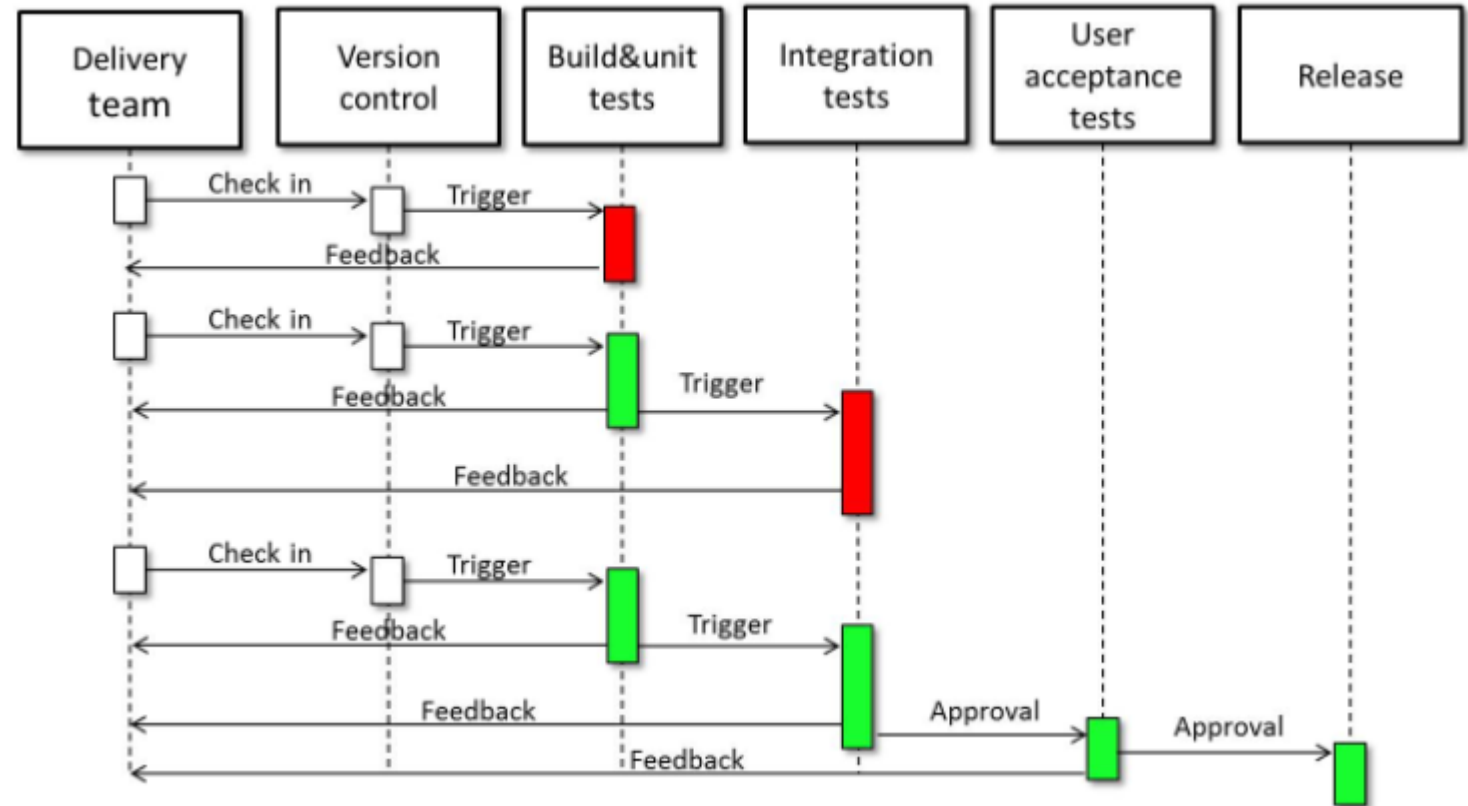 Delivery
team
Version
control
Build&unit
tests
Integration
tests
User
acceptance
tests
Release
Check in
Trigger
Feedback
Check in
Trigger
Feedback
Trigger
Feedback
Check in
Trigger
Feedback
Trigger
Feedback
Approval
Approval
Feedback